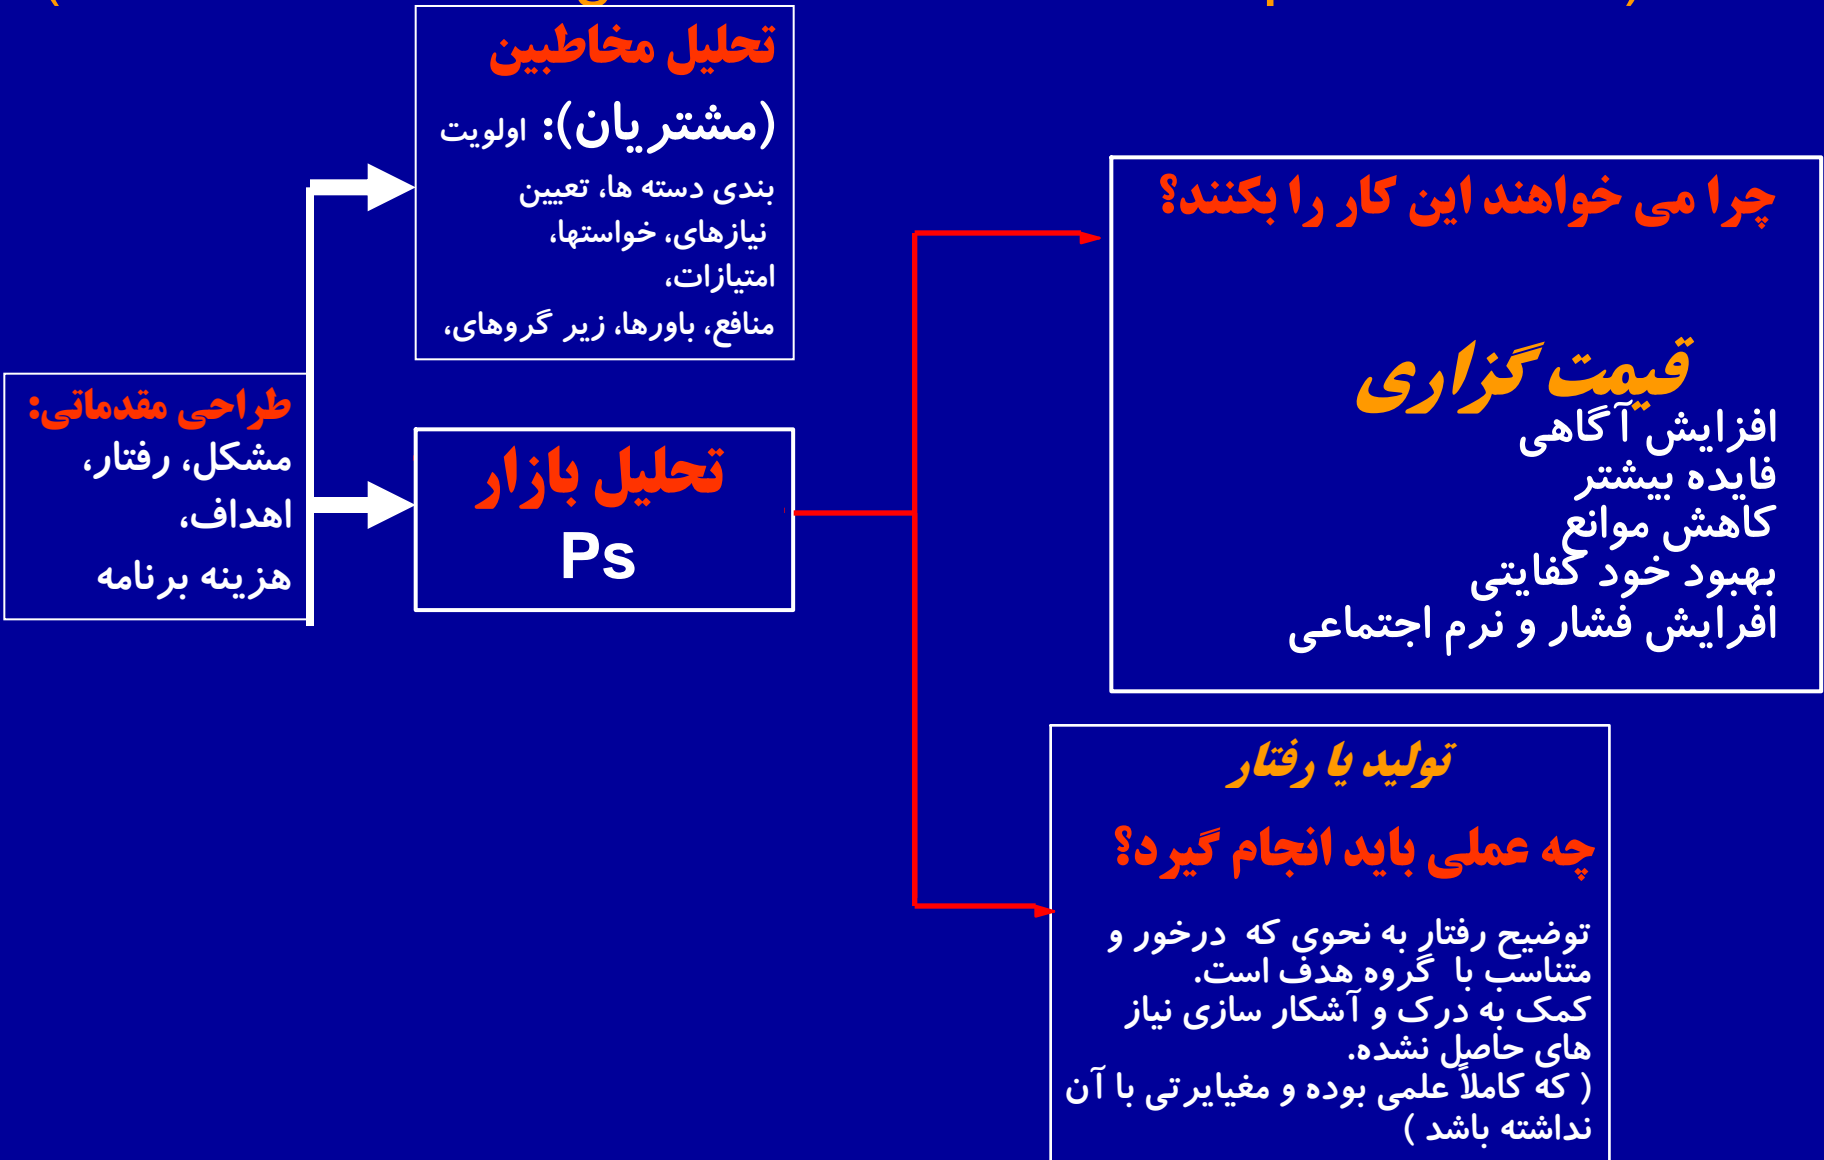 تحلیل مخاطبین
(مشتریان): اولویت
بندی دسته ها، تعیین
نیازهای، خواستها،
امتیازات،
منافع، باورها، زیر گروهای،
طراحی مقدماتی:
مشکل، رفتار،
اهداف،
هزینه برنامه
تحلیل بازار
Ps
چرا می خواهند این کار را بکنند؟
قیمت گزاری
افزایش آگاهی
فایده بیشتر
کاهش موانع
بهبود خود کفایتی
افرایش فشار و نرم اجتماعی
تولید یا رفتار
چه عملی باید انجام گیرد؟
توضیح رفتار به نحوی که درخور و
متناسب با گروه هدف است.
کمک به درک و آشکار سازی نیاز
های حاصل نشده.
( که کاملاً علمی بوده و مغیایرتی با آن
نداشته باشد )